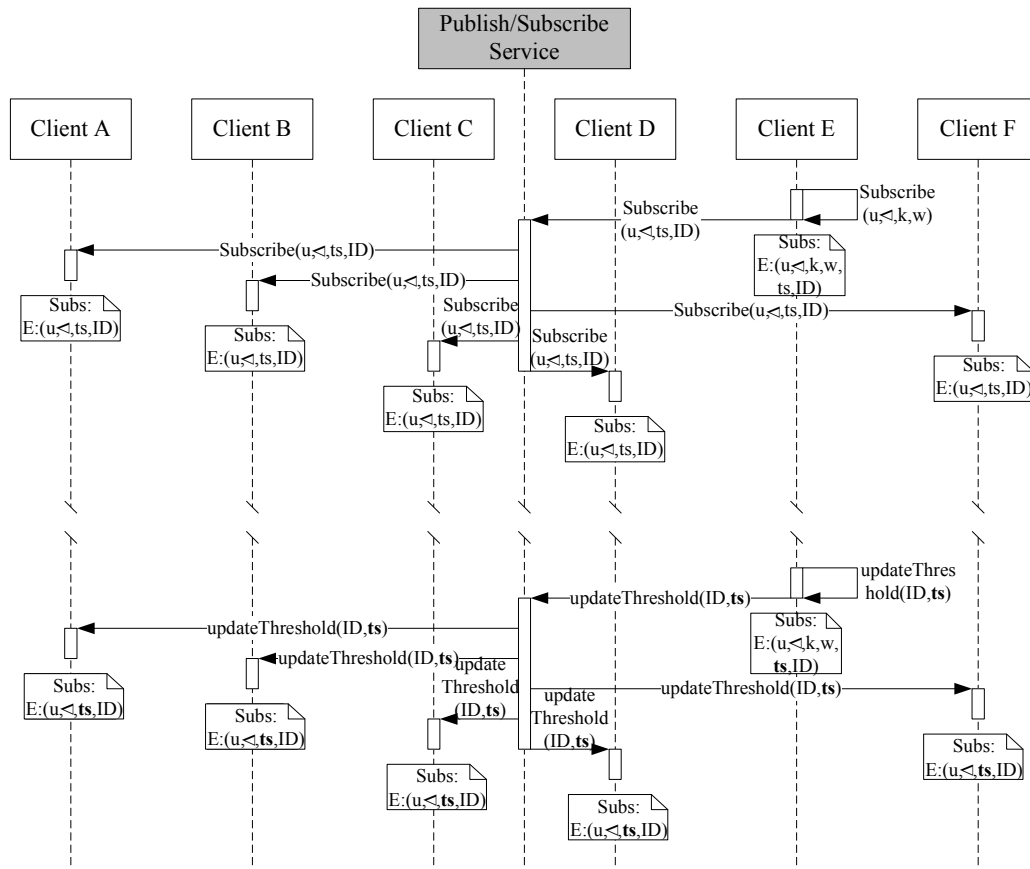 Publish/Subscribe
Service
Client A
Client B
Client C
Client D
Client E
Client F
Subscribe
(u,⊲,k,w)
Subscribe
(u,⊲,ts,ID)
Subs:
E:(u,⊲,k,w,
ts,ID)
Subscribe(u,⊲,ts,ID)
Subs:
E:(u,⊲,ts,ID)
Subscribe(u,⊲,ts,ID)
Subs:
E:(u,⊲,ts,ID)
Subscribe(u,⊲,ts,ID)
Subs:
E:(u,⊲,ts,ID)
Subscribe
(u,⊲,ts,ID)
Subs:
E:(u,⊲,ts,ID)
Subscribe
(u,⊲,ts,ID)
Subs:
E:(u,⊲,ts,ID)
updateThres
hold(ID,ts)
updateThreshold(ID,ts)
Subs:
E:(u,⊲,k,w,
ts,ID)
updateThreshold(ID,ts)
Subs:
E:(u,⊲,ts,ID)
updateThreshold(ID,ts)
Subs:
E:(u,⊲,ts,ID)
updateThreshold(ID,ts)
Subs:
E:(u,⊲,ts,ID)
update
Threshold
(ID,ts)
Subs:
E:(u,⊲,ts,ID)
update
Threshold
(ID,ts)
Subs:
E:(u,⊲,ts,ID)